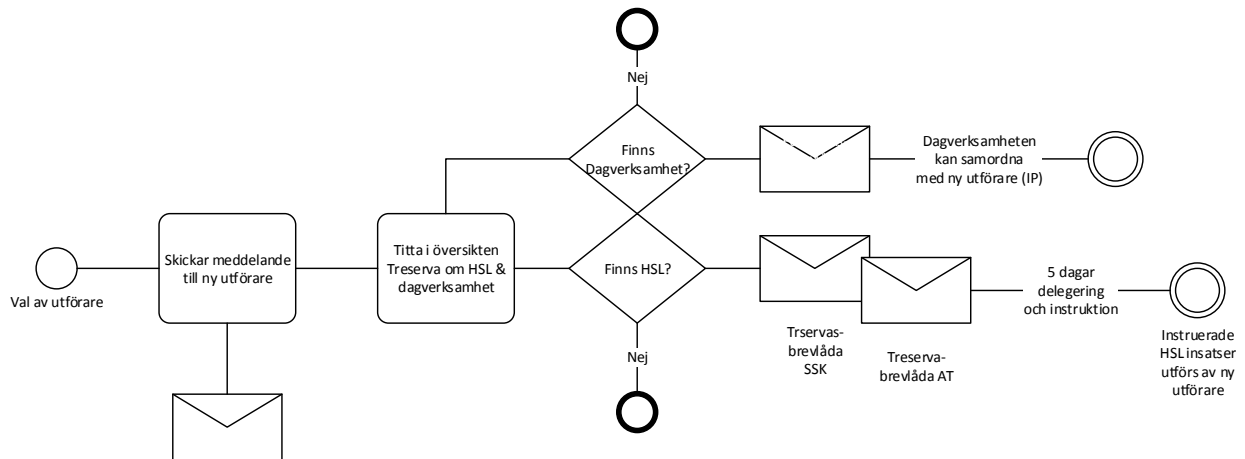 Nej
Finns
Dagverksamhet?
Dagverksamheten
kan samordna
med ny utförare (IP)
Val av utförare
Skickar meddelande
till ny utförare
Titta i översikten
Treserva om HSL &
dagverksamhet
Finns HSL?
Nej
Trservas-
brevlåda
SSK
Treserva-
brevlåda AT
5 dagar
delegering
och instruktion
Instruerade
HSL insatser
utförs av ny
utförare